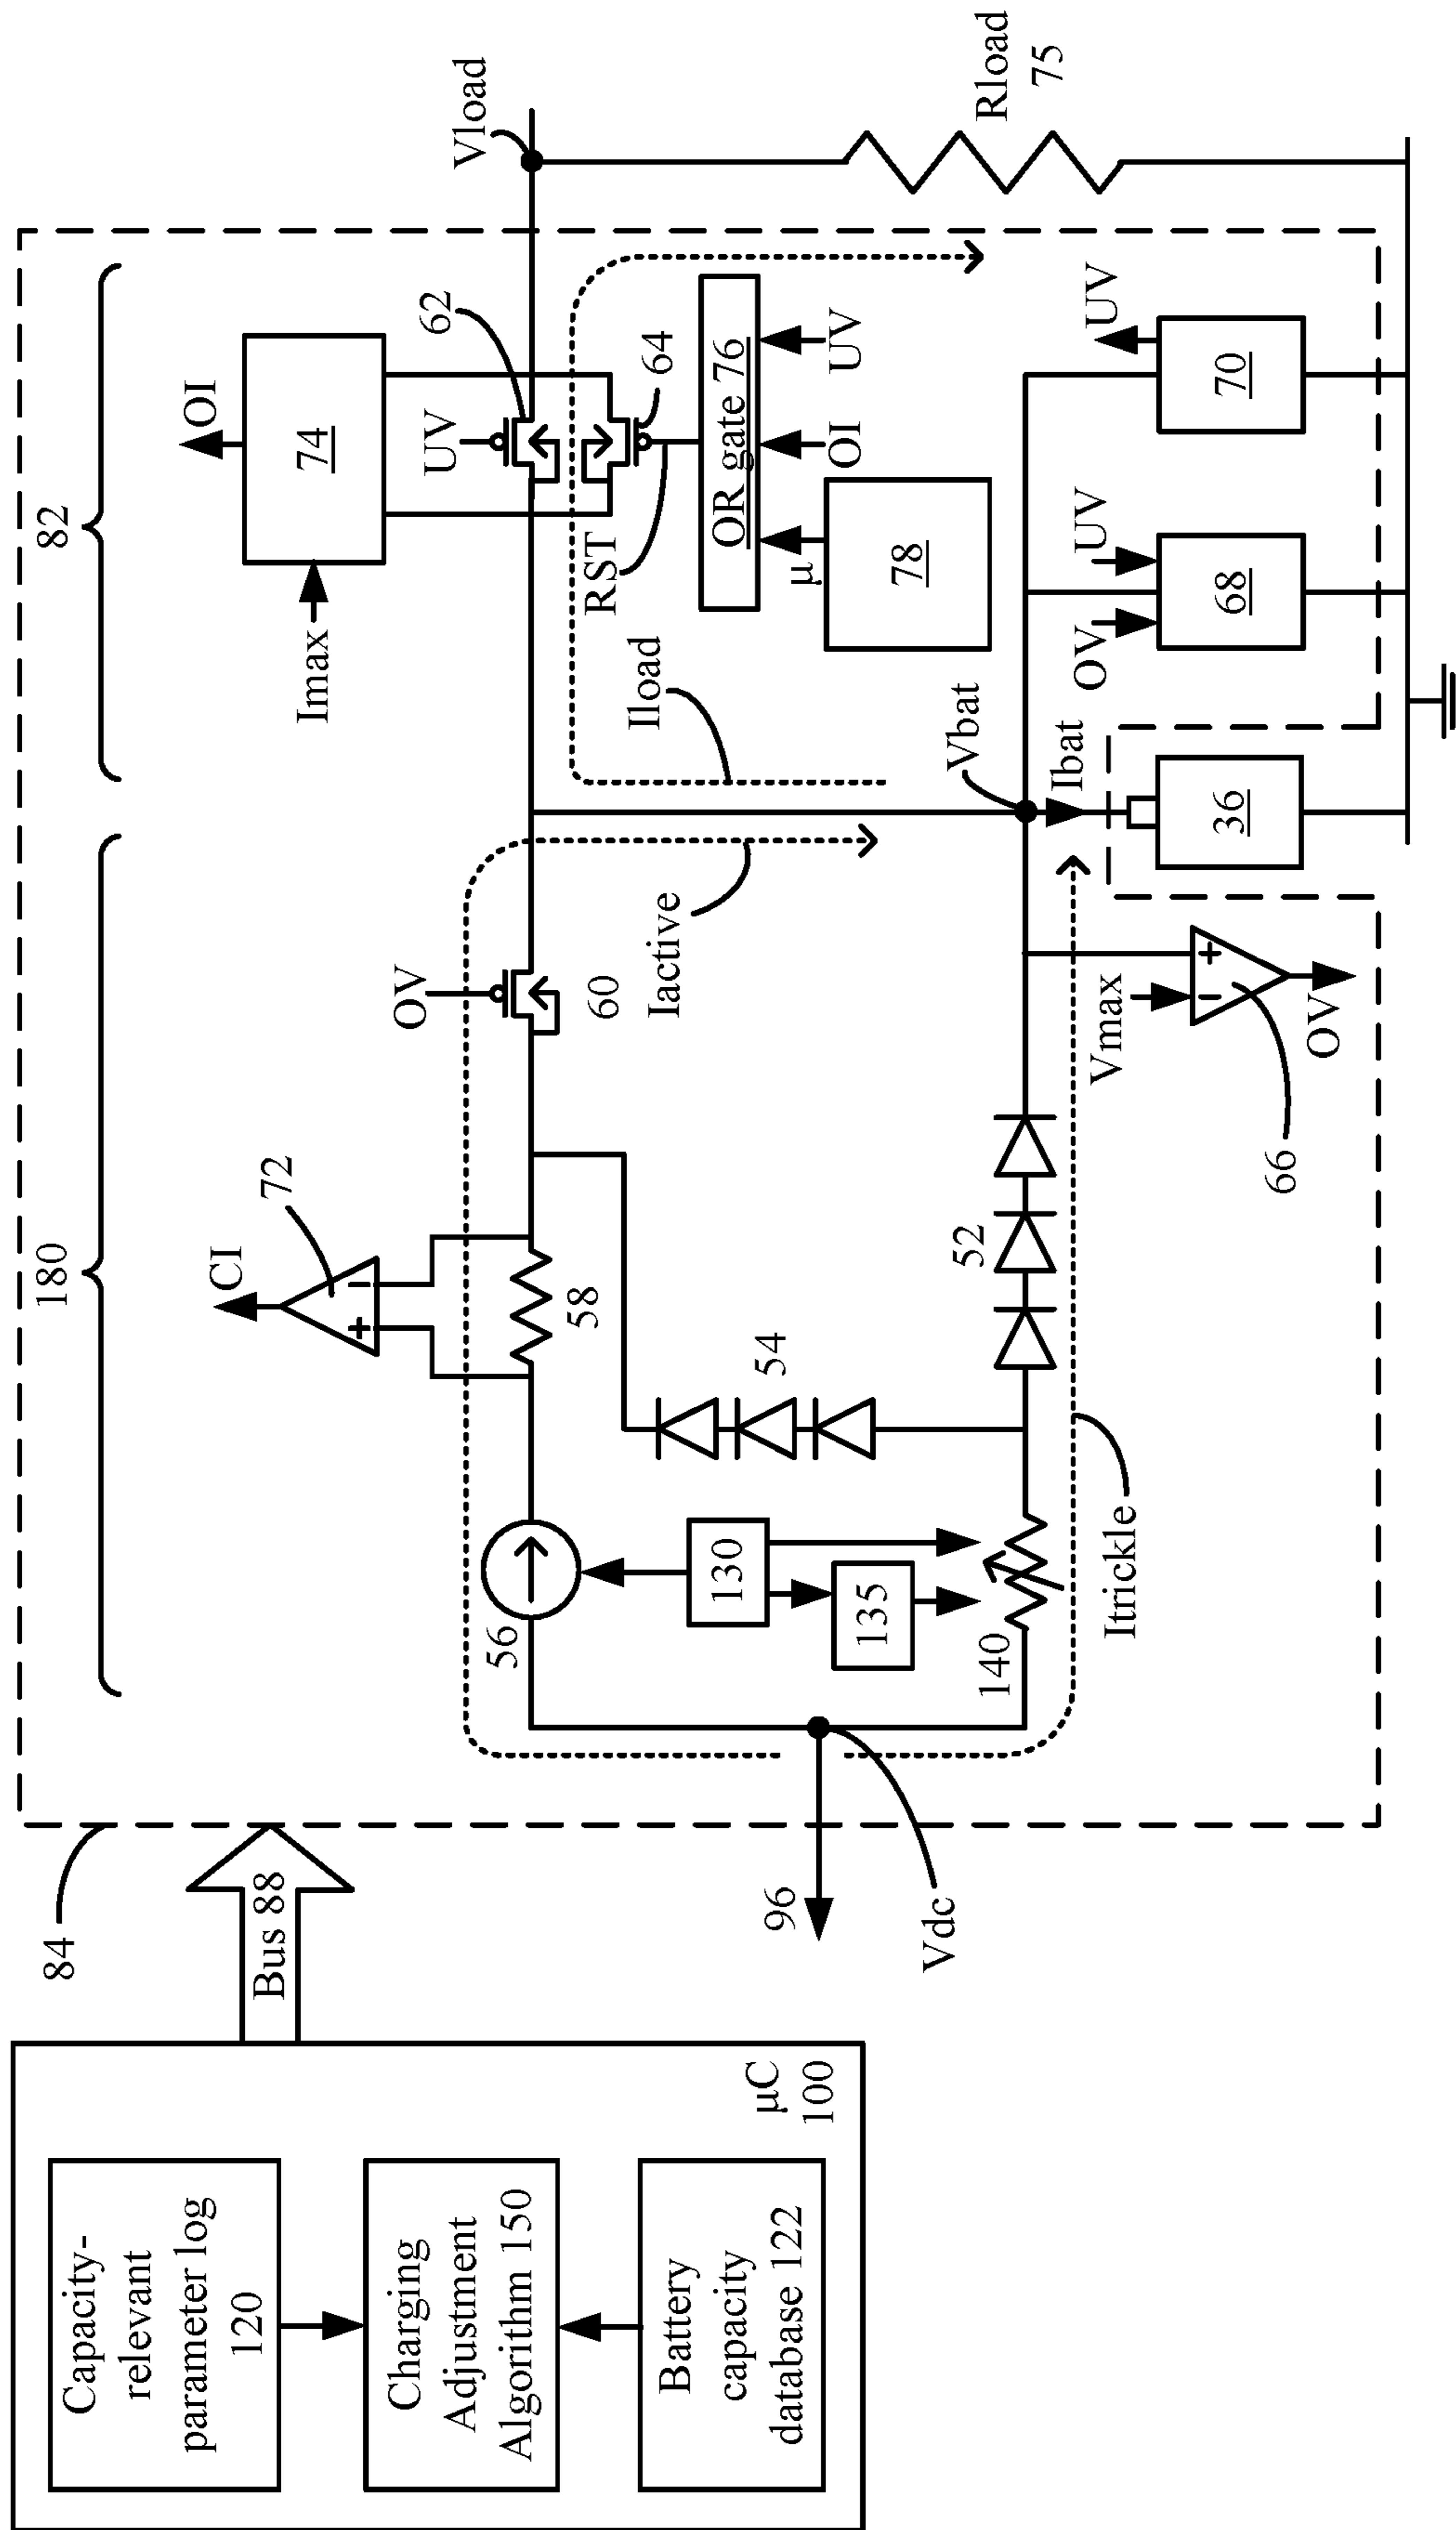 Capacity-
relevant
parameter log
120
Charging
Adjustment
Algorithm 150
Battery
capacity
database 122
µC
100
84
Bus 88
180
82
CI
72
OI
74
Imax
UV
62
Vload
OV
60
58
56
Iactive
64
RST
OR gate 76
µ
OI
UV
78
Iload
Rload
75
54
130
135
140
52
96
Vdc
Itrickle
Vbat
Ibat
36
OV
UV
68
UV
70
Vmax
+
−
+
−
66
OV